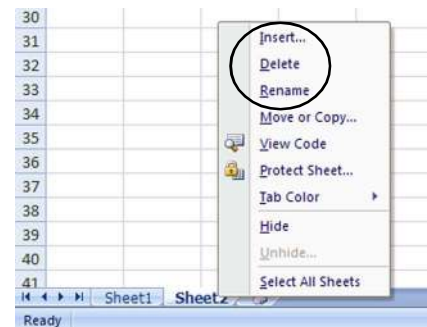 30
31
32
33
34
35
36
37
38
39
40
41
Insert...
Delete
Rename
Move or Copy...
View Code
Protect Sheet...
Tab Color
Hide
Unhide...
Select All Sheets
Sheet1 Sheet2
Ready